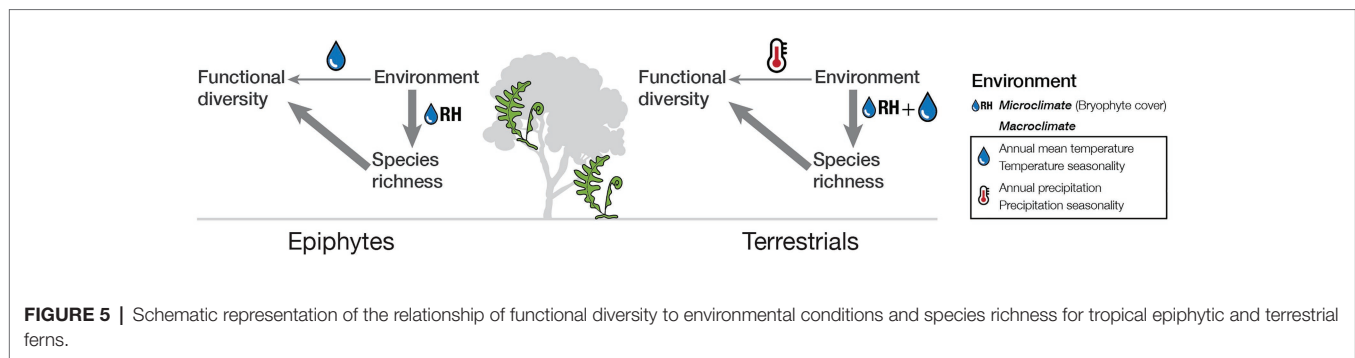 Functional
diversity
Environment
RH
Species
richness
Epiphytes
Functional
diversity
Environment
RH+
Species
richness
Terrestrials
Environment
RH Microclimate (Bryophyte cover)
Macroclimate
Annual mean temperature
Temperature seasonality
Annual precipitation
Precipitation seasonality
FIGURE 5 | Schematic representation of the relationship of functional diversity to environmental conditions and species richness for tropical epiphytic and terrestrial
ferns.